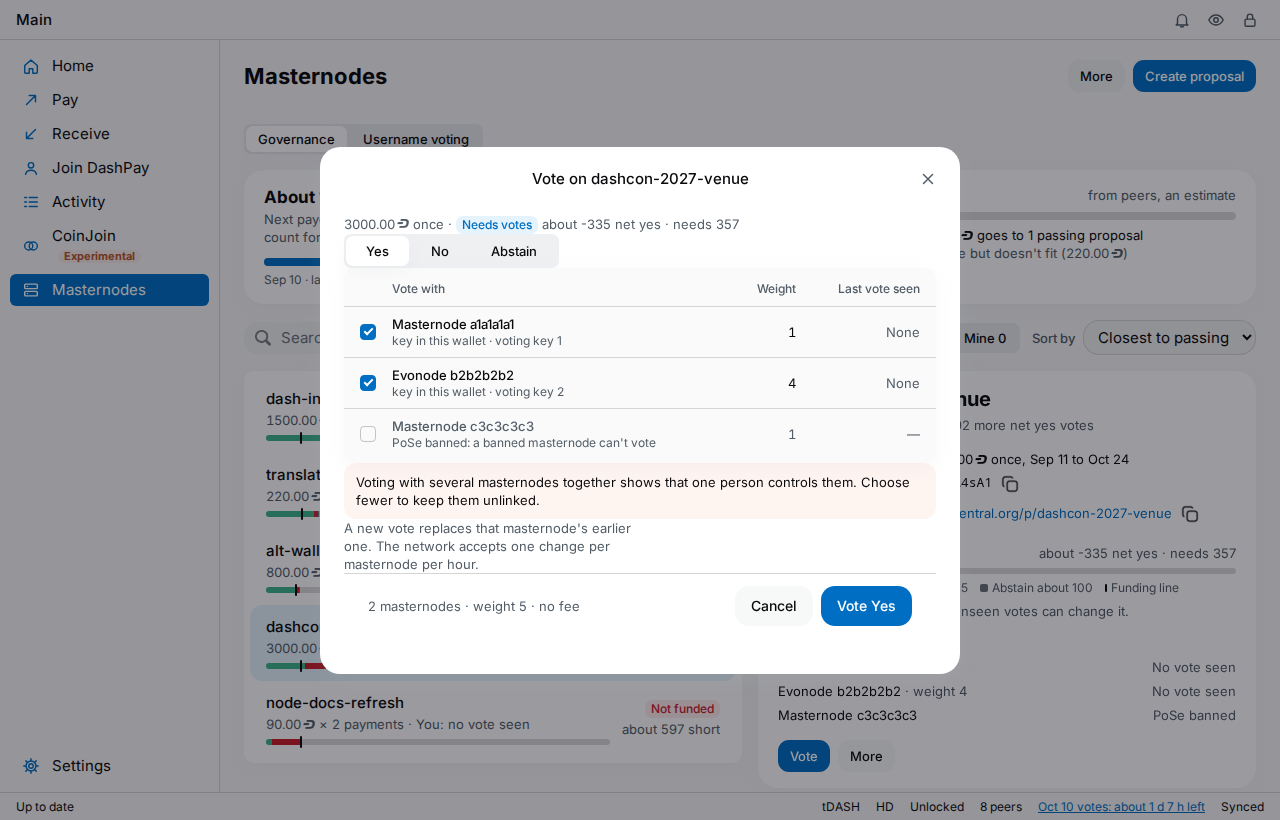 Main
Home
Pay
Receive
Join DashPay
Activity
CoinJoin
Experimental
Masternodes
Settings
Masternodes
More
Create proposal
Governance
Username voting
About
Next pay
count for
Sep 10 · la
from peers, an estimate
goes to 1 passing proposal
e but doesn't fit (220.00)
Searc
Mine 0
Sort by
Closest to passing
dash-in
1500.00
translat
220.00
alt-wall
800.00
dashco
3000.00
node-docs-refresh
90.00 × 2 payments · You: no vote seen
Not funded
about 597 short
Vote on dashcon-2027-venue
3000.00 once · Needs votes about -335 net yes · needs 357
Yes
No
Abstain
Vote with
Weight
Last vote seen
Masternode a1a1a1a1
key in this wallet · voting key 1
1
None
Evonode b2b2b2b2
key in this wallet · voting key 2
4
None
Masternode c3c3c3c3
PoSe banned: a banned masternode can't vote
1
—
Voting with several masternodes together shows that one person controls them. Choose
fewer to keep them unlinked.
A new vote replaces that masternode's earlier
one. The network accepts one change per
masternode per hour.
2 masternodes · weight 5 · no fee
Cancel
Vote Yes
nue
92 more net yes votes
00 once, Sep 11 to Oct 24
4sA1
entral.org/p/dashcon-2027-venue
about -335 net yes · needs 357
5
Abstain about 100
Funding line
nseen votes can change it.
No vote seen
Evonode b2b2b2b2 · weight 4
No vote seen
Masternode c3c3c3c3
PoSe banned
Vote
More
Up to date
tDASH
HD
Unlocked
8 peers
Oct 10 votes: about 1 d 7 h left
Synced